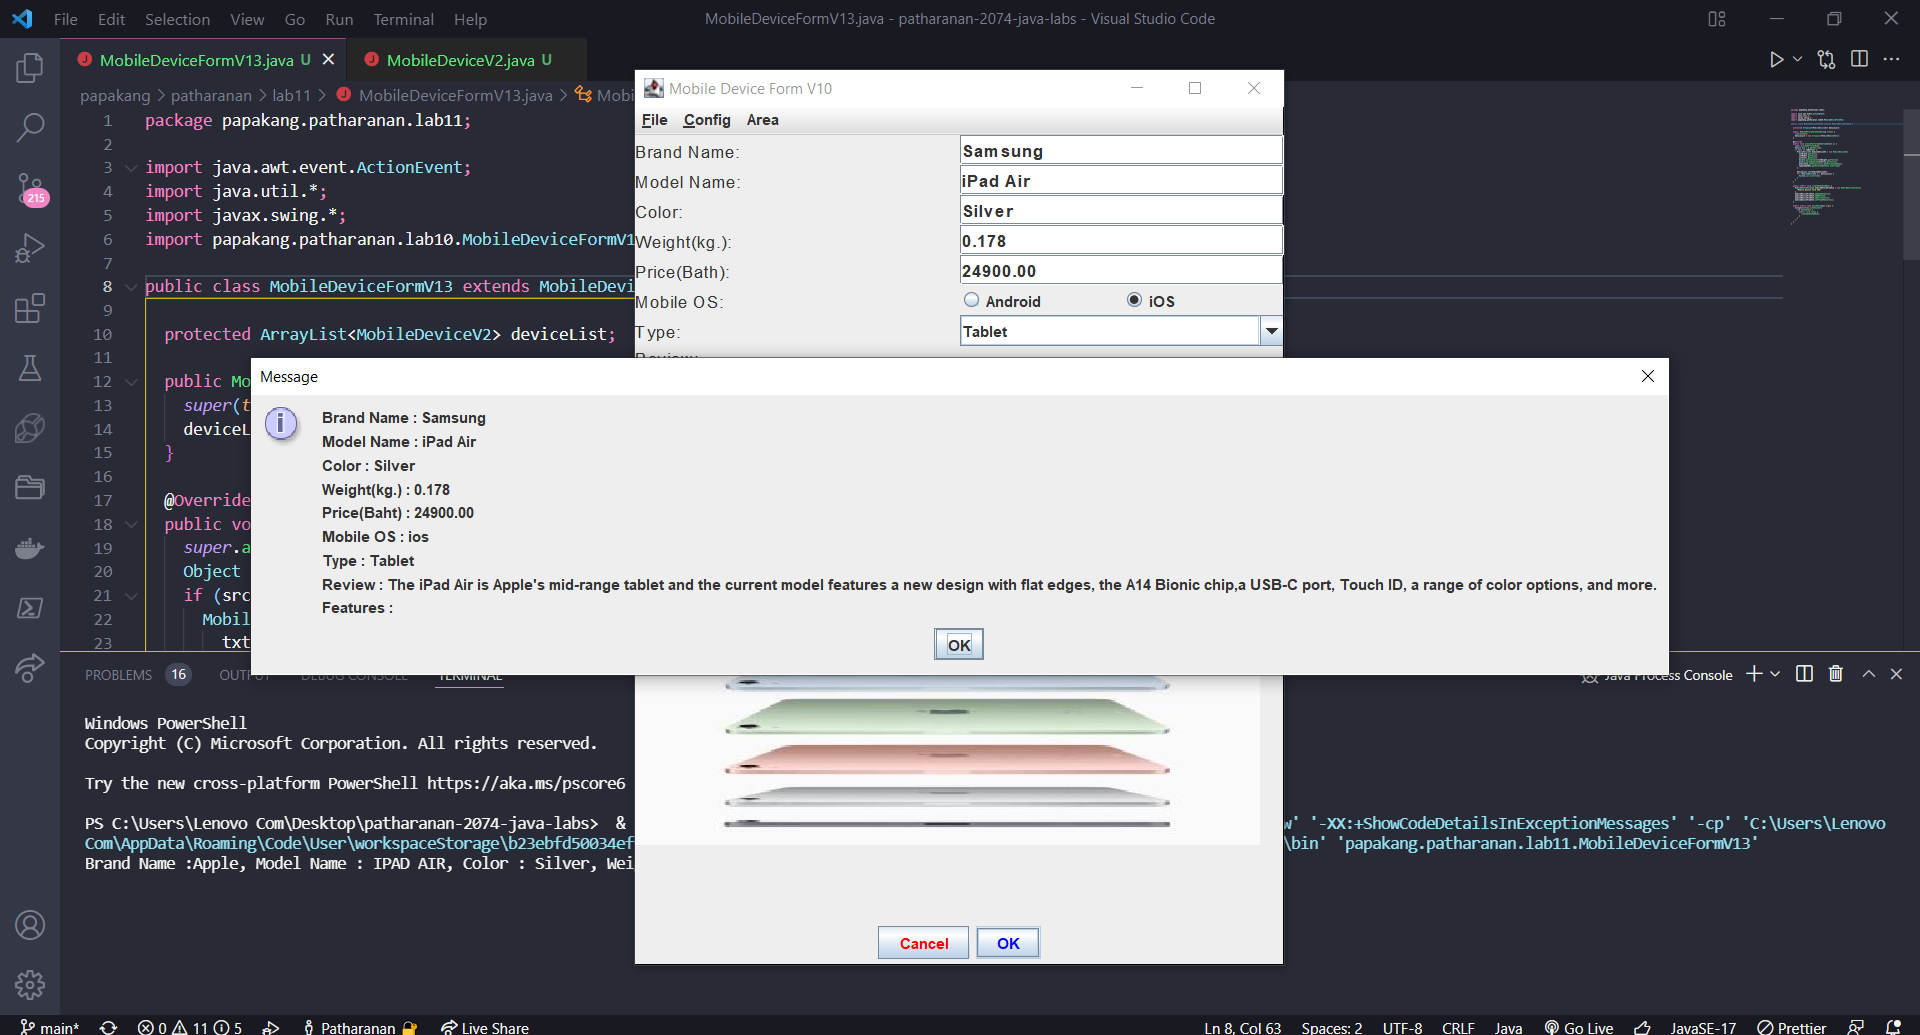 File Edit Selection View Go Run Terminal Help
MobileDeviceFormV13.java - patharanan-2074-java-labs - Visual Studio Code
MobileDeviceFormV13.java U
MobileDeviceV2.java U
papakang > patharanan > lab11 > MobileDeviceFormV13.java >
1 package papakang.patharanan.lab11;
2
3 import java.awt.event.ActionEvent;
4 import java.util.*;
5 import javax.swing.*;
6 import papakang.patharanan.lab10.MobileDeviceFormV1
7
8 public class MobileDeviceFormV13 extends MobileDevi
9
10 protected ArrayList<MobileDeviceV2> deviceList;
11
12 public Mo
13 super(t
14 deviceL
15 }
16
17 @Override
18 public vo
19 super.a
20 Object
21 if (src
22 Mobil
23 txt
215
Mobile Device Form V10
File Config Area
Brand Name: Samsung
Model Name: iPad Air
Color: Silver
Weight(kg.): 0.178
Price(Bath): 24900.00
Mobile OS: Android iOS
Type: Tablet
Message
Brand Name : Samsung
Model Name : iPad Air
Color : Silver
Weight(kg.) : 0.178
Price(Baht) : 24900.00
Mobile OS : ios
Type : Tablet
Review : The iPad Air is Apple's mid-range tablet and the current model features a new design with flat edges, the A14 Bionic chip,a USB-C port, Touch ID, a range of color options, and more.
Features :
OK
Cancel OK
PROBLEMS 16 OUTPUT DEBUG CONSOLE TERMINAL
Java Process Console
Windows PowerShell
Copyright (C) Microsoft Corporation. All rights reserved.
Try the new cross-platform PowerShell https://aka.ms/pscore6
PS C:\Users\Lenovo Com\Desktop\patharanan-2074-java-labs> &
w' '-XX:+ShowCodeDetailsInExceptionMessages' '-cp' 'C:\Users\Lenovo
Com\AppData\Roaming\Code\User\workspaceStorage\b23ebfd50034ef
\bin' 'papakang.patharanan.lab11.MobileDeviceFormV13'
Brand Name :Apple, Model Name : IPAD AIR, Color : Silver, Wei
main* 0 11 5 Patharanan Live Share
Ln 8, Col 63 Spaces: 2 UTF-8 CRLF Java Go Live JavaSE-17 Prettier